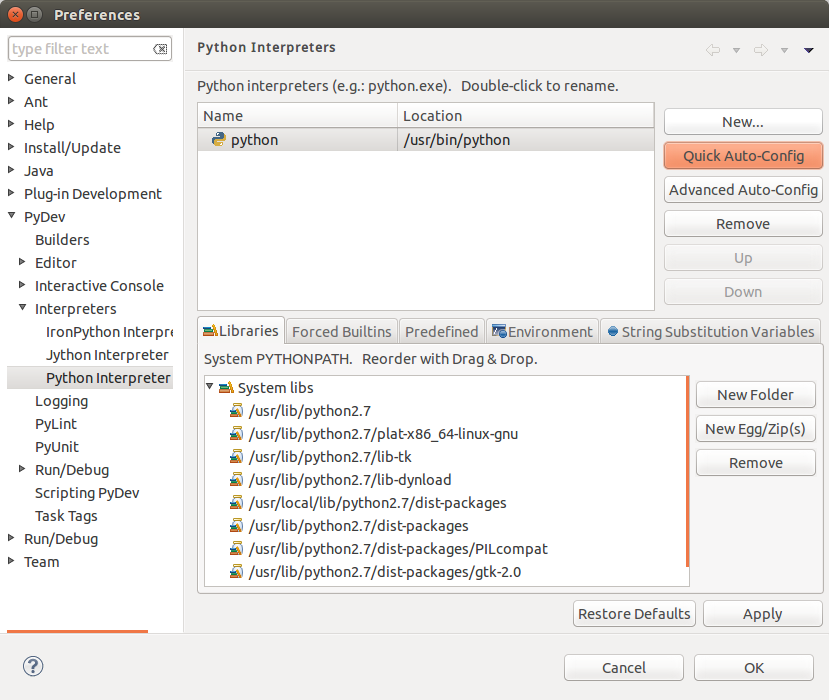 Preferences
type filter text
General
Ant
Help
Install/Update
Java
Plug-in Development
PyDev
Builders
Editor
Interactive Console
Interpreters
IronPython Interpre
Jython Interpreter
Python Interpreter
Logging
PyLint
PyUnit
Run/Debug
Scripting PyDev
Task Tags
Run/Debug
Team
Python Interpreters
Python interpreters (e.g.: python.exe).   Double-click to rename.
Name Location
python /usr/bin/python
New...
Quick Auto-Config
Advanced Auto-Config
Remove
Up
Down
Libraries Forced Builtins Predefined Environment String Substitution Variables
System PYTHONPATH.   Reorder with Drag & Drop.
System libs
/usr/lib/python2.7
/usr/lib/python2.7/plat-x86_64-linux-gnu
/usr/lib/python2.7/lib-tk
/usr/lib/python2.7/lib-dynload
/usr/local/lib/python2.7/dist-packages
/usr/lib/python2.7/dist-packages
/usr/lib/python2.7/dist-packages/PILcompat
/usr/lib/python2.7/dist-packages/gtk-2.0
New Folder
New Egg/Zip(s)
Remove
Restore Defaults Apply
? Cancel OK